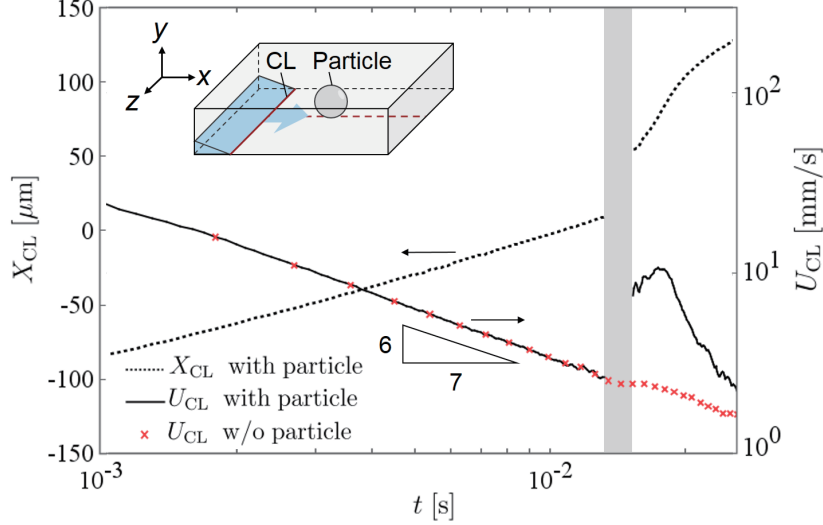 150
100
50
0
-50
-100
-150
X_CL [μm]
y
x
z
CL Particle
6
7
X_CL with particle
U_CL with particle
U_CL w/o particle
10^-3
10^-2
t [s]
10^2
10^1
10^0
U_CL [mm/s]